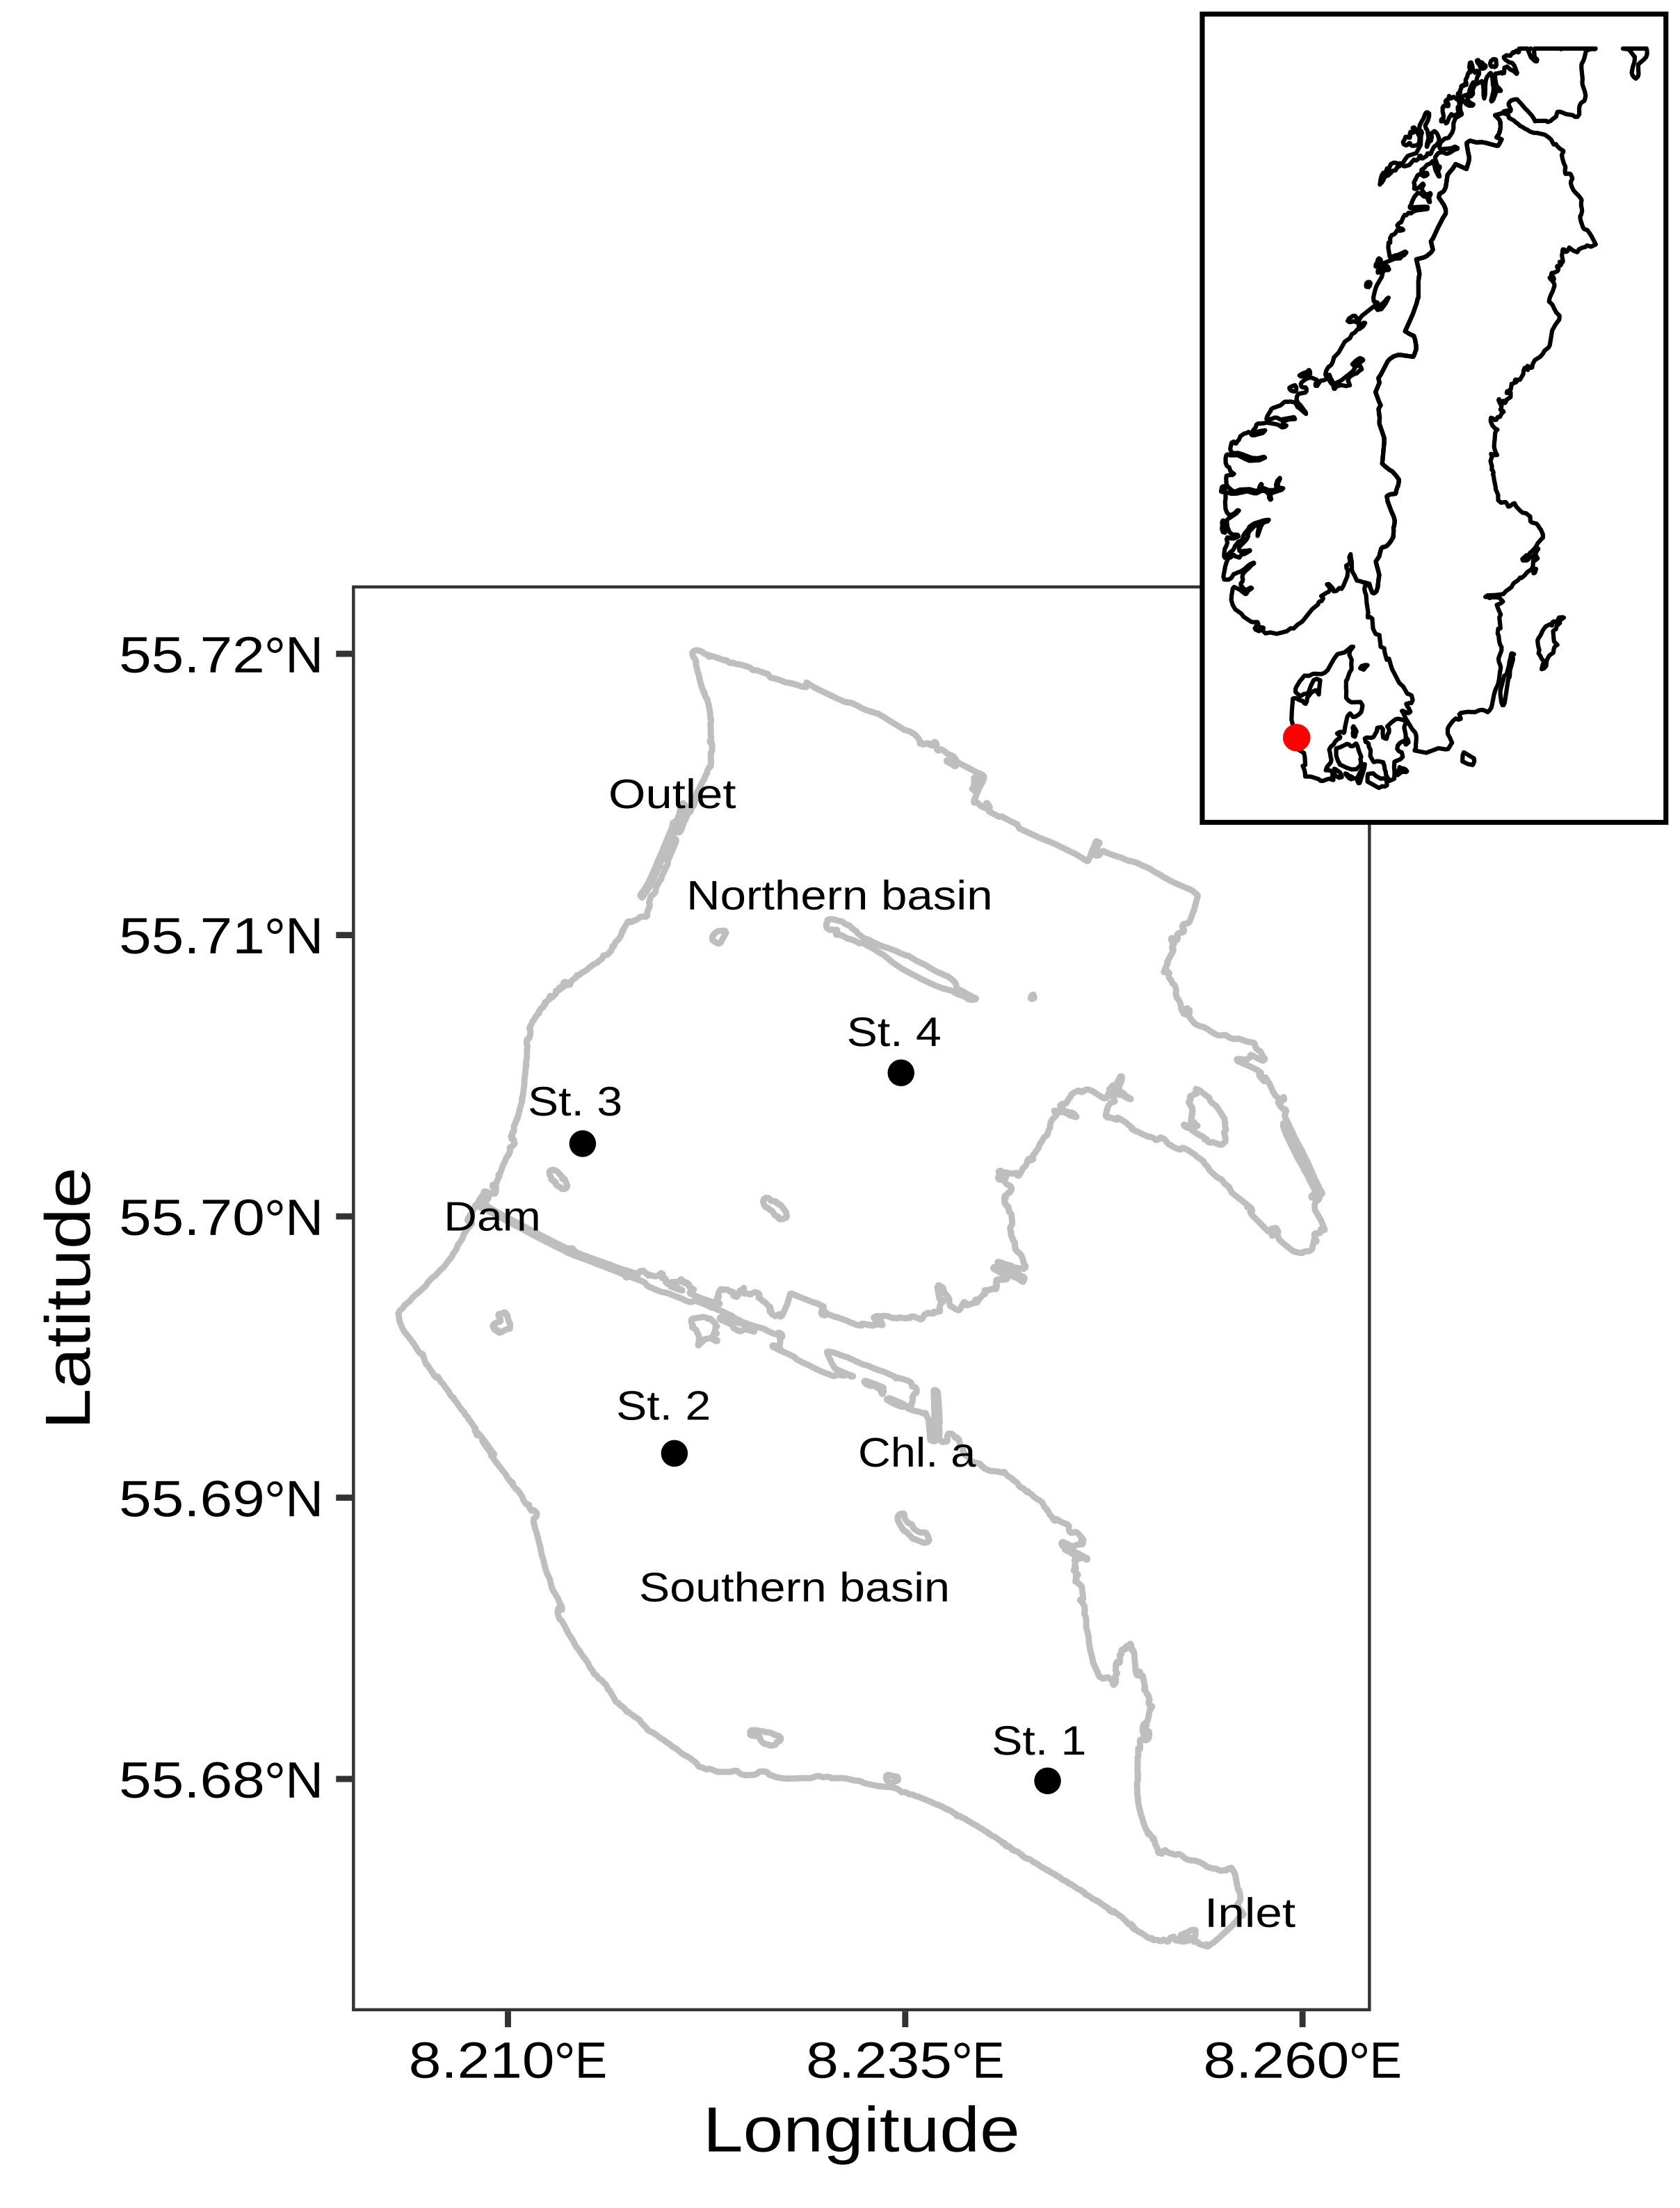 55.72°N
Outlet
Northern basin
55.71°N
St. 4
St. 3
Dam
55.70°N
St. 2
Chl. a
55.69°N
Southern basin
St. 1
55.68°N
Inlet
8.210°E
8.235°E
8.260°E
Longitude
Latitude